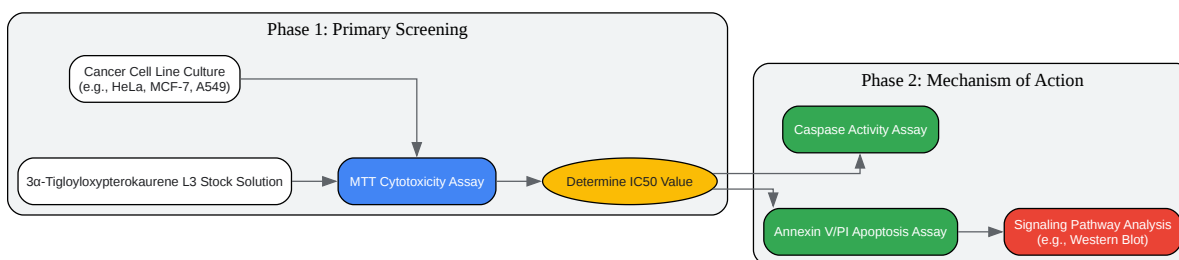 Phase 1: Primary Screening
Cancer Cell Line Culture
(e.g., HeLa, MCF-7, A549)
3α-Tigloyloxypterokaurene L3 Stock Solution
MTT Cytotoxicity Assay
Determine IC50 Value
Phase 2: Mechanism of Action
Caspase Activity Assay
Annexin V/PI Apoptosis Assay
Signaling Pathway Analysis
(e.g., Western Blot)